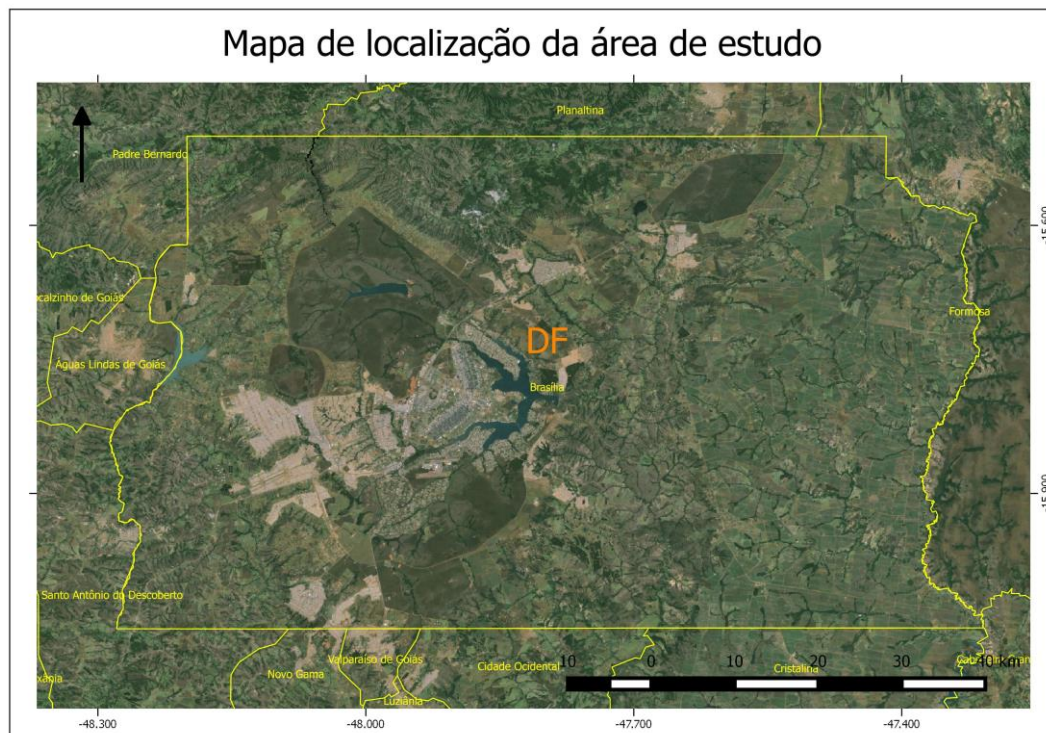 Mapa de localização da área de estudo
Planaltina
Padre Bernardo
-15.600
calzinho de Goiás
Formosa
DF
Águas Lindas de Goiás
Brasília
-15.900
Santo Antônio do Descoberto
Valparaíso de Goiás
Cidade Ocidental
Novo Gama
Cristalina
10 0 10 20 30 40 km
Luziânia
-48.300 -48.000 -47.700 -47.400